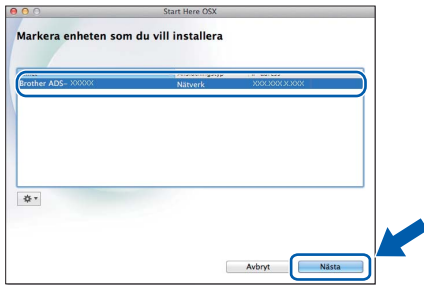 Start Here OSX
Markera enheten som du vill installera
Brother ADS- XXXXX Nätverk XXX.XXX.X.XXX
Avbryt Nästa